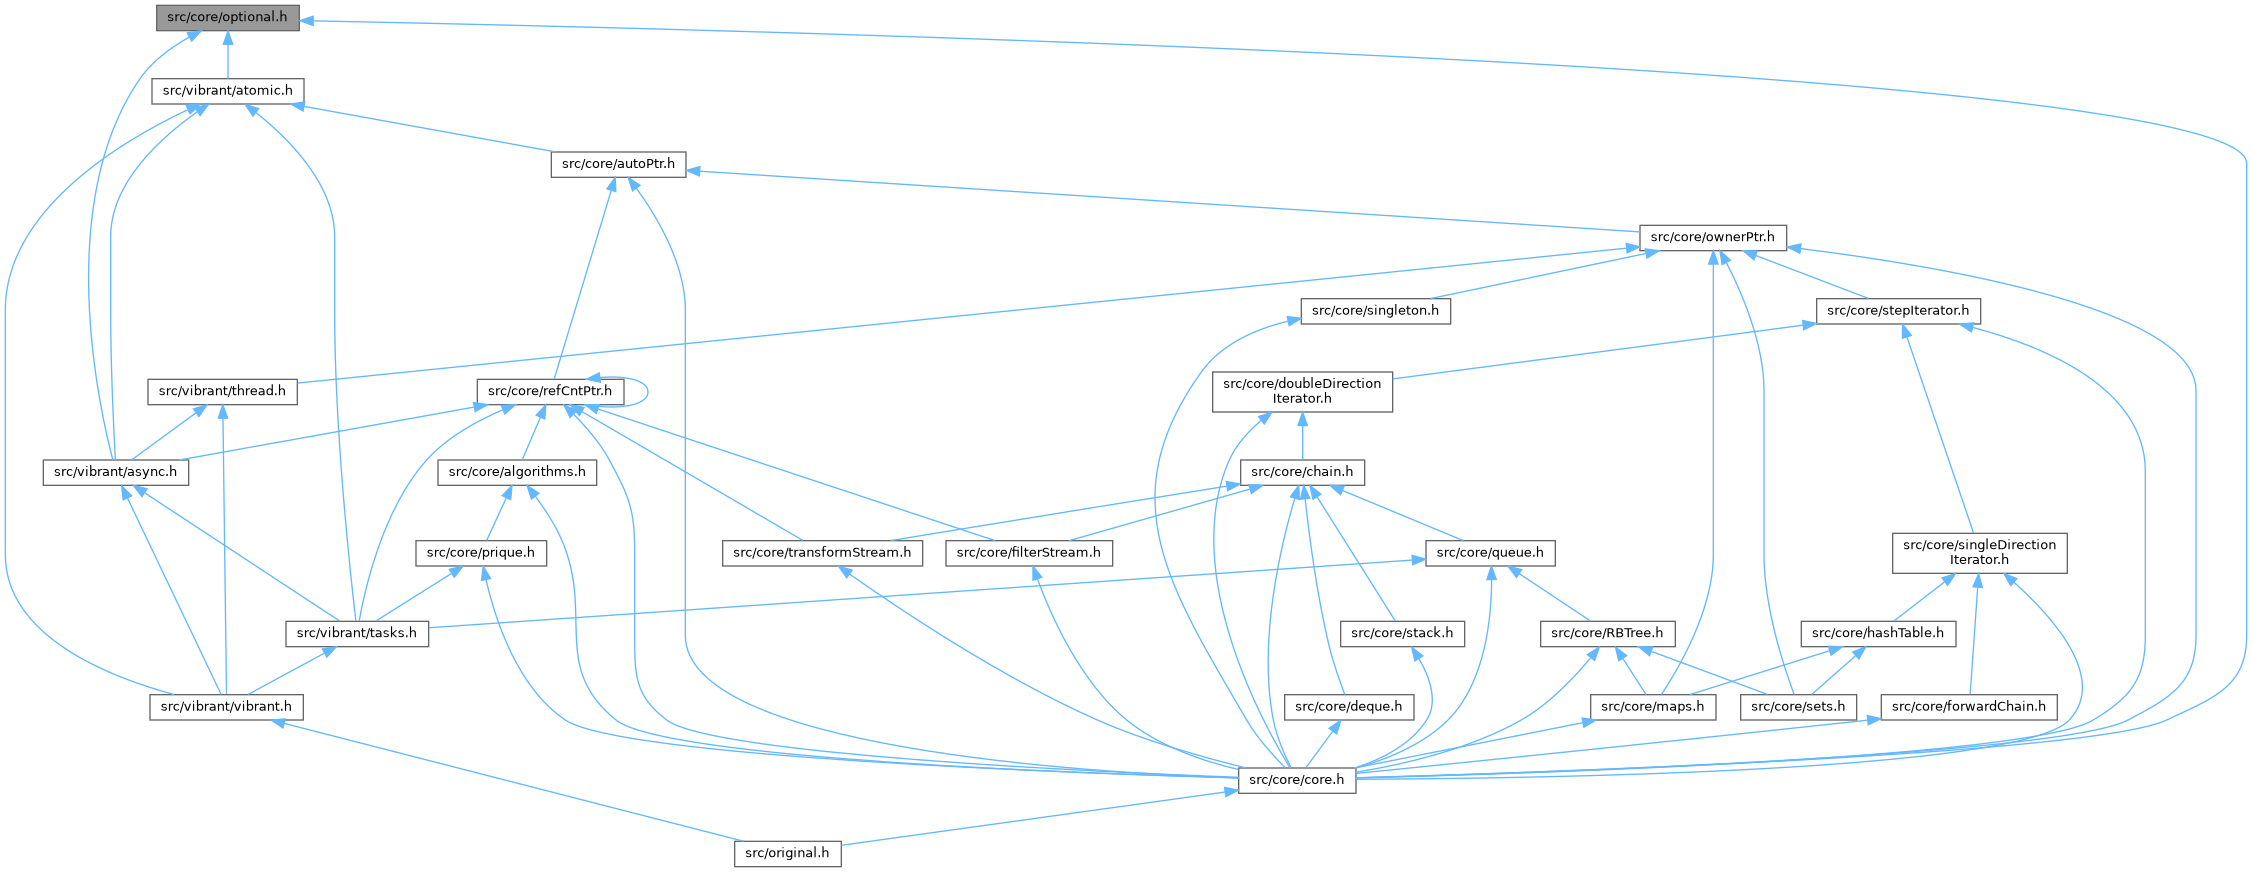 src/core/optional.h
src/vibrant/atomic.h
src/core/autoPtr.h
src/core/ownerPtr.h
src/core/singleton.h
src/core/stepIterator.h
src/vibrant/thread.h
src/core/refCntPtr.h
src/core/doubleDirection
Iterator.h
src/vibrant/async.h
src/core/algorithms.h
src/core/chain.h
src/core/prique.h
src/core/transformStream.h
src/core/filterStream.h
src/core/queue.h
src/core/singleDirection
Iterator.h
src/vibrant/tasks.h
src/core/stack.h
src/core/RBTree.h
src/core/hashTable.h
src/vibrant/vibrant.h
src/core/deque.h
src/core/maps.h
src/core/sets.h
src/core/forwardChain.h
src/core/core.h
src/original.h